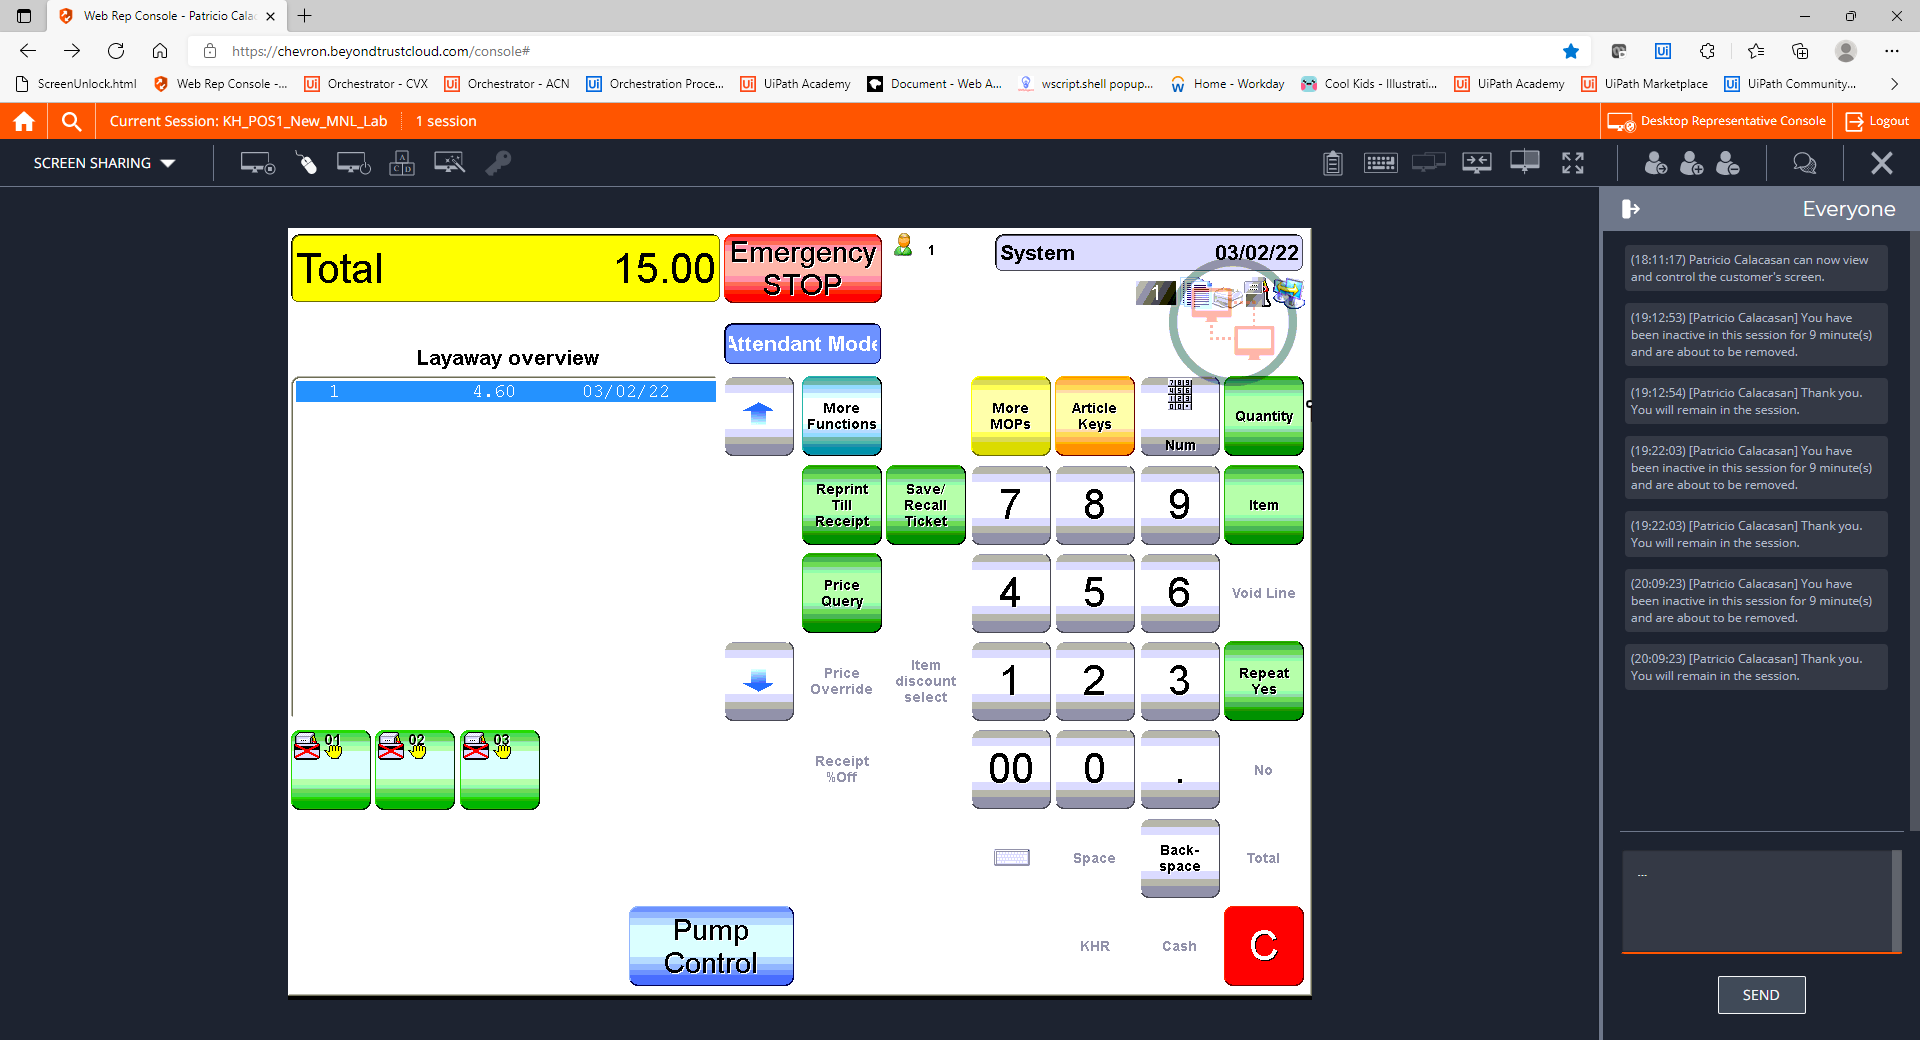 Web Rep Console - Patricio Cala
https://chevron.beyondtrustcloud.com/console#
ScreenUnlock.html
Web Rep Console -...
Orchestrator - CVX
Orchestrator - ACN
Orchestration Proce...
UiPath Academy
Document - Web A...
wscript.shell popup...
Home - Workday
Cool Kids - Illustrati...
UiPath Academy
UiPath Marketplace
UiPath Community...
Current Session: KH_POS1_New_MNL_Lab
1 session
Desktop Representative Console
Logout
SCREEN SHARING
Everyone
Total 15.00
Emergency
STOP
1
System 03/02/22
1
Attendant Mode
Layaway overview
1 4.60 03/02/22
More
Functions
More
MOPs
Article
Keys
Num
Quantity
Reprint
Till
Receipt
Save/
Recall
Ticket
7
8
9
Item
Price
Query
4
5
6
Void Line
Price
Override
Item
discount
select
1
2
3
Repeat
Yes
01
02
03
Receipt
%Off
00
0
.
No
Space
Back-
space
Total
Pump
Control
KHR
Cash
C
(18:11:17) Patricio Calacasan can now view
and control the customer's screen.
(19:12:53) [Patricio Calacasan] You have
been inactive in this session for 9 minute(s)
and are about to be removed.
(19:12:54) [Patricio Calacasan] Thank you.
You will remain in the session.
(19:22:03) [Patricio Calacasan] You have
been inactive in this session for 9 minute(s)
and are about to be removed.
(19:22:03) [Patricio Calacasan] Thank you.
You will remain in the session.
(20:09:23) [Patricio Calacasan] You have
been inactive in this session for 9 minute(s)
and are about to be removed.
(20:09:23) [Patricio Calacasan] Thank you.
You will remain in the session.
...
SEND